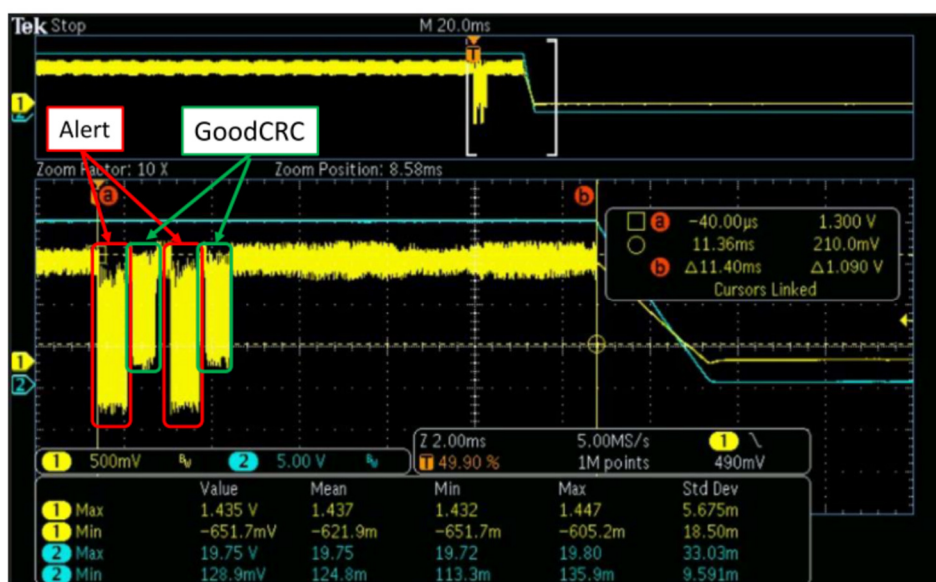 Tek Stop
M 20.0ms
T
1
2
Alert
GoodCRC
Zoom Factor: 10 X
Zoom Position: 8.58ms
a
b
a -40.00µs 1.300 V
11.36ms 210.0mV
b Δ11.40ms Δ1.090 V
Cursors Linked
1
2
1 500mV Bw 2 5.00 V Bw
Z 2.00ms 5.00MS/s 1
T 49.90 % 1M points 490mV
Value Mean Min Max Std Dev
1 Max 1.435 V 1.437 1.432 1.447 5.675m
1 Min -651.7mV -621.9m -651.7m -605.2m 18.50m
2 Max 19.75 V 19.75 19.72 19.80 33.03m
2 Min 128.9mV 124.8m 113.3m 135.9m 9.591m